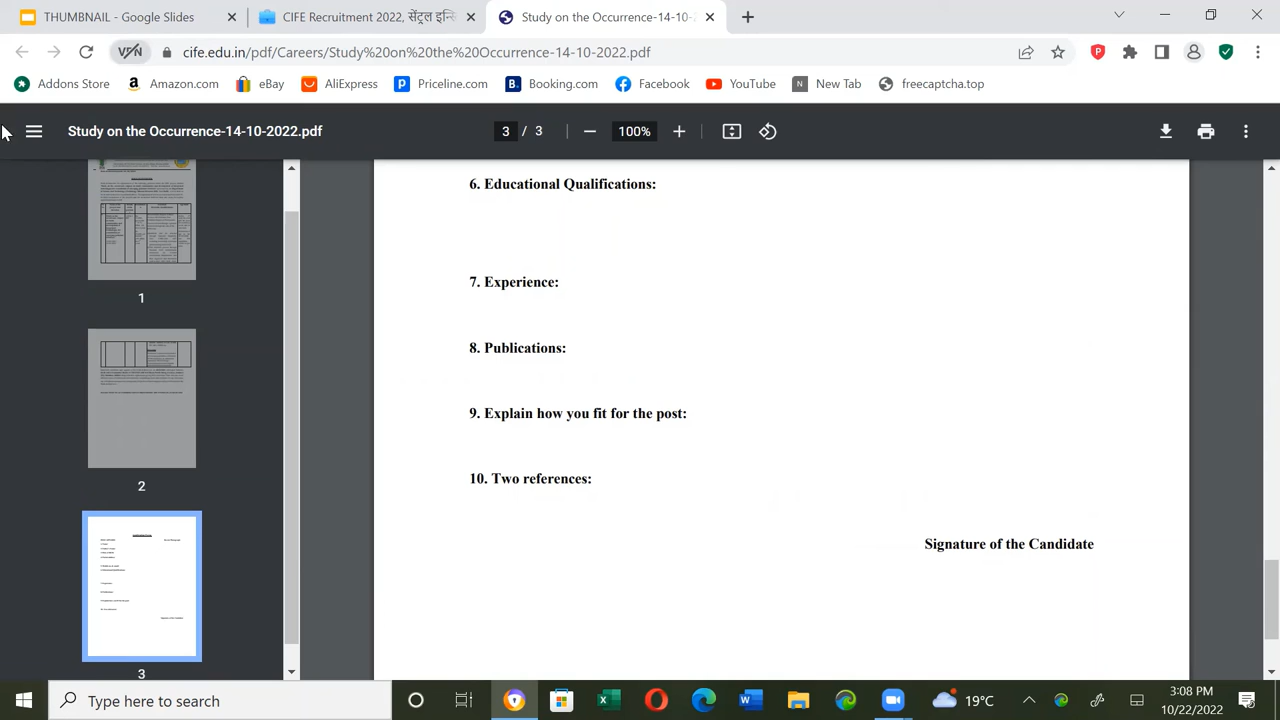 THUMBNAIL - Google Slides
CIFE Recruitment 2022, सेंट्रल इन्सि
Study on the Occurrence-14-10-2
cife.edu.in/pdf/Careers/Study%20on%20the%20Occurrence-14-10-2022.pdf
Addons Store
Amazon.com
eBay
AliExpress
Priceline.com
Booking.com
Facebook
YouTube
New Tab
freecaptcha.top
Study on the Occurrence-14-10-2022.pdf
3 / 3
100%
6. Educational Qualifications:
7. Experience:
8. Publications:
9. Explain how you fit for the post:
10. Two references:
Signature of the Candidate
1
2
3
Type here to search
19°C
3:08 PM
10/22/2022